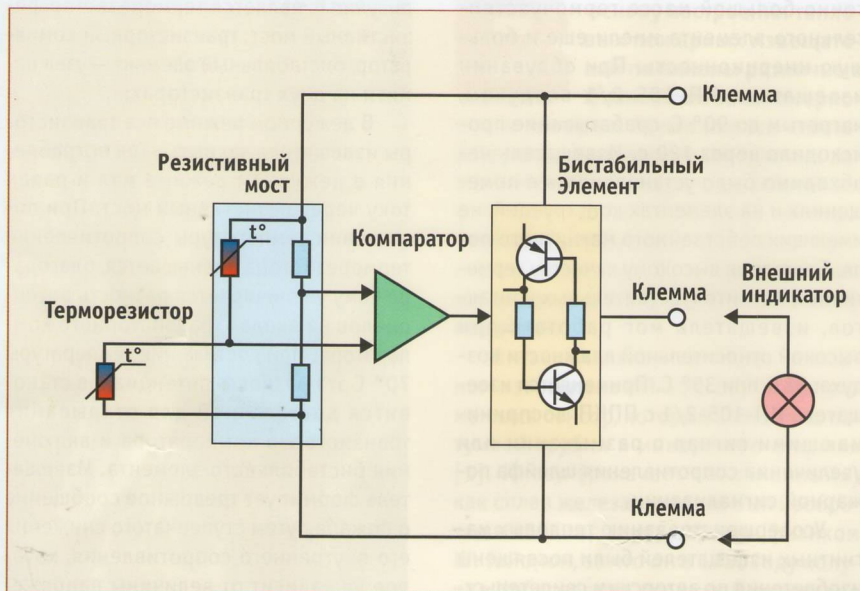 Клемма
Резистивный
мост
Бистабильный
Элемент
Компаратор
t°
Внешний
индикатор
Клемма
Терморезистор
t°
Клемма